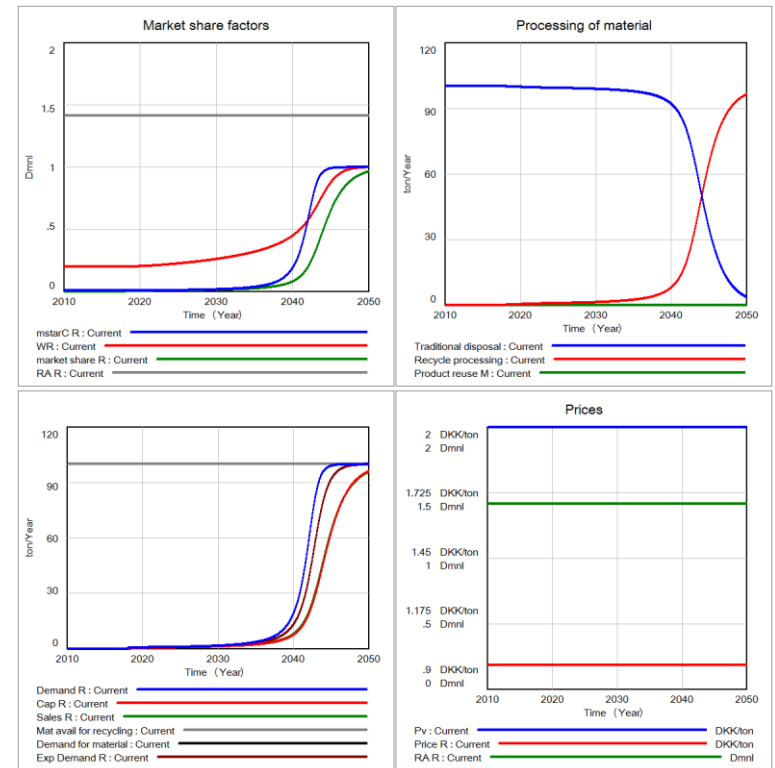 Market share factors
2
1.5
1
.5
0
Dmnl
2010 2020 2030 2040 2050
Time (Year)
mstarC R : Current
WR : Current
market share R : Current
RA R : Current
Processing of material
120
90
60
30
0
ton/Year
2010 2020 2030 2040 2050
Time (Year)
Traditional disposal : Current
Recycle processing : Current
Product reuse M : Current
120
90
60
30
0
ton/Year
2010 2020 2030 2040 2050
Time (Year)
Demand R : Current
Cap R : Current
Sales R : Current
Mat avail for recycling : Current
Demand for material : Current
Exp Demand R : Current
Prices
2 DKK/ton
2 Dmnl
1.725 DKK/ton
1.5 Dmnl
1.45 DKK/ton
1 Dmnl
1.175 DKK/ton
.5 Dmnl
.9 DKK/ton
0 Dmnl
2010 2020 2030 2040 2050
Time (Year)
Pv : Current DKK/ton
Price R : Current DKK/ton
RA R : Current Dmnl